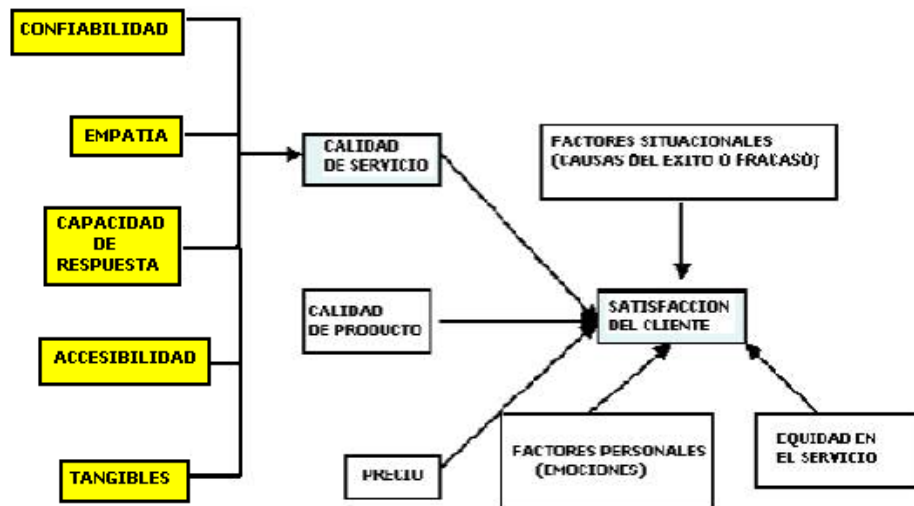 CONFIABILIDAD
EMPATIA
CAPACIDAD
DE
RESPUESTA
ACCESIBILIDAD
TANGIBLES
CALIDAD
DE SERVICIO
CALIDAD
DE PRODUCTO
PRECIO
FACTORES SITUACIONALES
(CAUSAS DEL EXITO O FRACASO)
SATISFACCION
DEL CLIENTE
FACTORES PERSONALES
(EMOCIONES)
EQUIDAD EN
EL SERVICIO